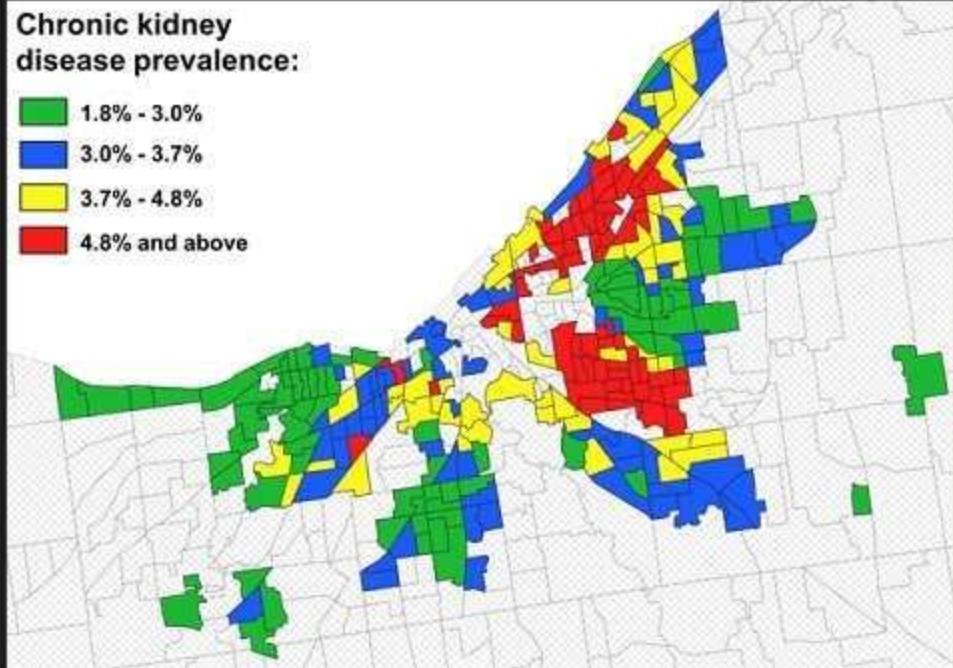 Chronic kidney
disease prevalence:
1.8% - 3.0%
3.0% - 3.7%
3.7% - 4.8%
4.8% and above